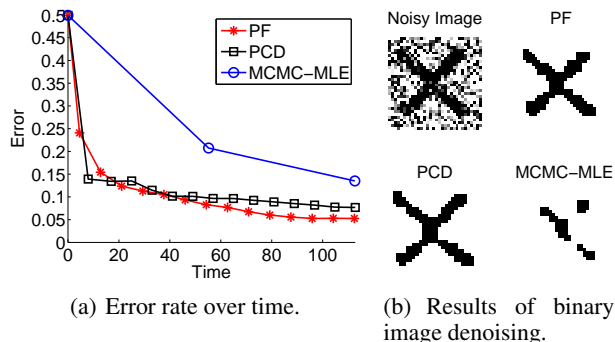 0.5
0.45
0.4
0.35
0.3
0.25
0.2
0.15
0.1
0.05
Error
0 20 40 60 80 100
Time
PF
PCD
MCMC−MLE
(a) Error rate over time.
Noisy Image PF
PCD MCMC−MLE
(b) Results of binary
image denoising.